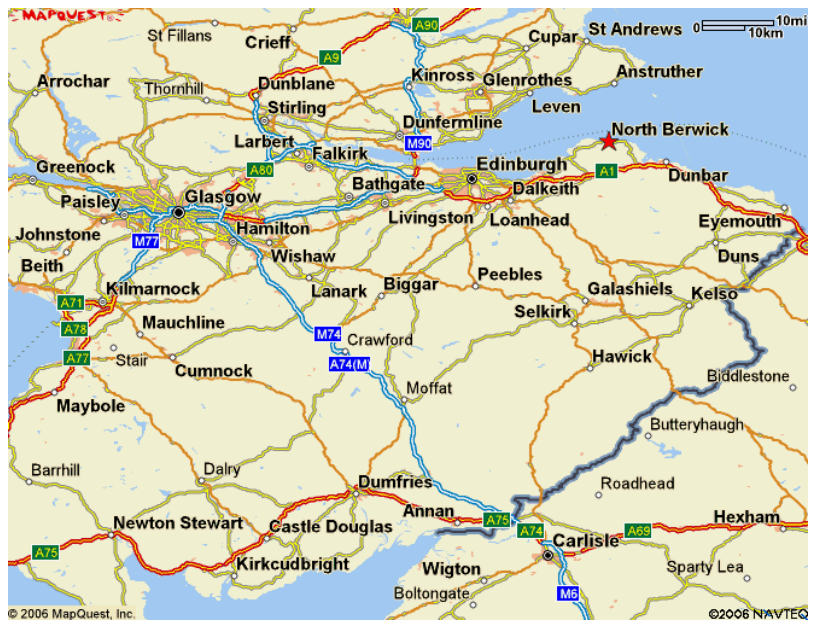 MAPQUEST
A90
10mi
0
10km
St Fillans
Crieff
Cupar
St Andrews
A9
Arrochar
Thornhill
Dunblane
Kinross
Glenrothes
Anstruther
Stirling
Leven
Dunfermline
Larbert
M90
North Berwick
Greenock
Falkirk
A80
Edinburgh
A1
Dunbar
Bathgate
Paisley
Glasgow
Dalkeith
Livingston
Loanhead
Eyemouth
Johnstone
Hamilton
M77
Wishaw
Duns
Beith
Kilmarnock
Lanark
Biggar
Peebles
Galashiels
Kelso
A71
Selkirk
A78
Mauchline
M74
Crawford
A77
Stair
Cumnock
A74(M)
Hawick
Biddlestone
Moffat
Maybole
Butteryhaugh
Barrhill
Dalry
Dumfries
Roadhead
Newton Stewart
Castle Douglas
Annan
A75
A74
A69
Hexham
A75
Carlisle
Kirkcudbright
Wigton
Sparty Lea
Boltongate
M6
© 2006 MapQuest, Inc.
©2006 NAVTEQ